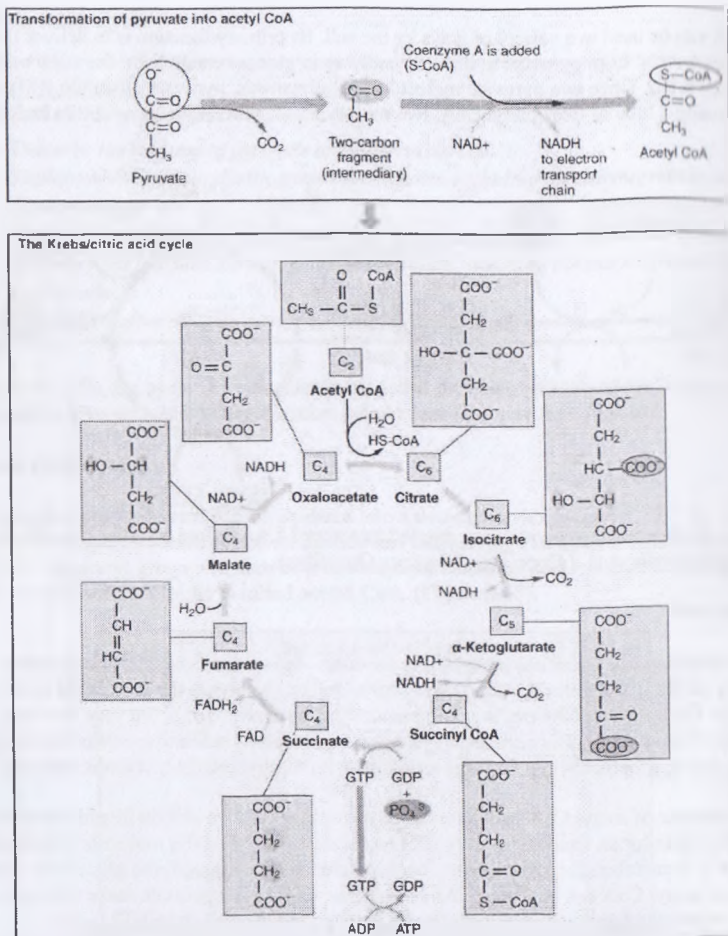 Transformation of pyruvate into acetyl CoA
O⁻
C=O
C=O
CH₃
Pyruvate
CO₂
C=O
CH₃
Two-carbon
fragment
(intermediary)
Coenzyme A is added
(S-CoA)
NAD+
NADH
to electron
transport
chain
S—CoA
C=O
CH₃
Acetyl CoA
The Krebs/citric acid cycle
O CoA
CH₃—C—S
C₂
Acetyl CoA
H₂O
HS-CoA
COO⁻
O=C
CH₂
COO⁻
C₄
Oxaloacetate
COO⁻
CH₂
HO—C—COO⁻
CH₂
COO⁻
C₆
Citrate
COO⁻
CH₂
HC—COO⁻
HO—CH
COO⁻
C₆
Isocitrate
NAD+
NADH
CO₂
COO⁻
CH₂
CH₂
C=O
COO⁻
C₅
α-Ketoglutarate
NAD+
NADH
CO₂
C₄
Succinyl CoA
COO⁻
CH₂
CH₂
C=O
S—CoA
GTP GDP
+
PO₄
GTP GDP
ADP ATP
C₄
Succinate
COO⁻
CH₂
CH₂
COO⁻
FADH₂
FAD
C₄
Fumarate
COO⁻
CH
HC
COO⁻
H₂O
C₄
Malate
COO⁻
HO—CH
CH₂
COO⁻
NADH
NAD+